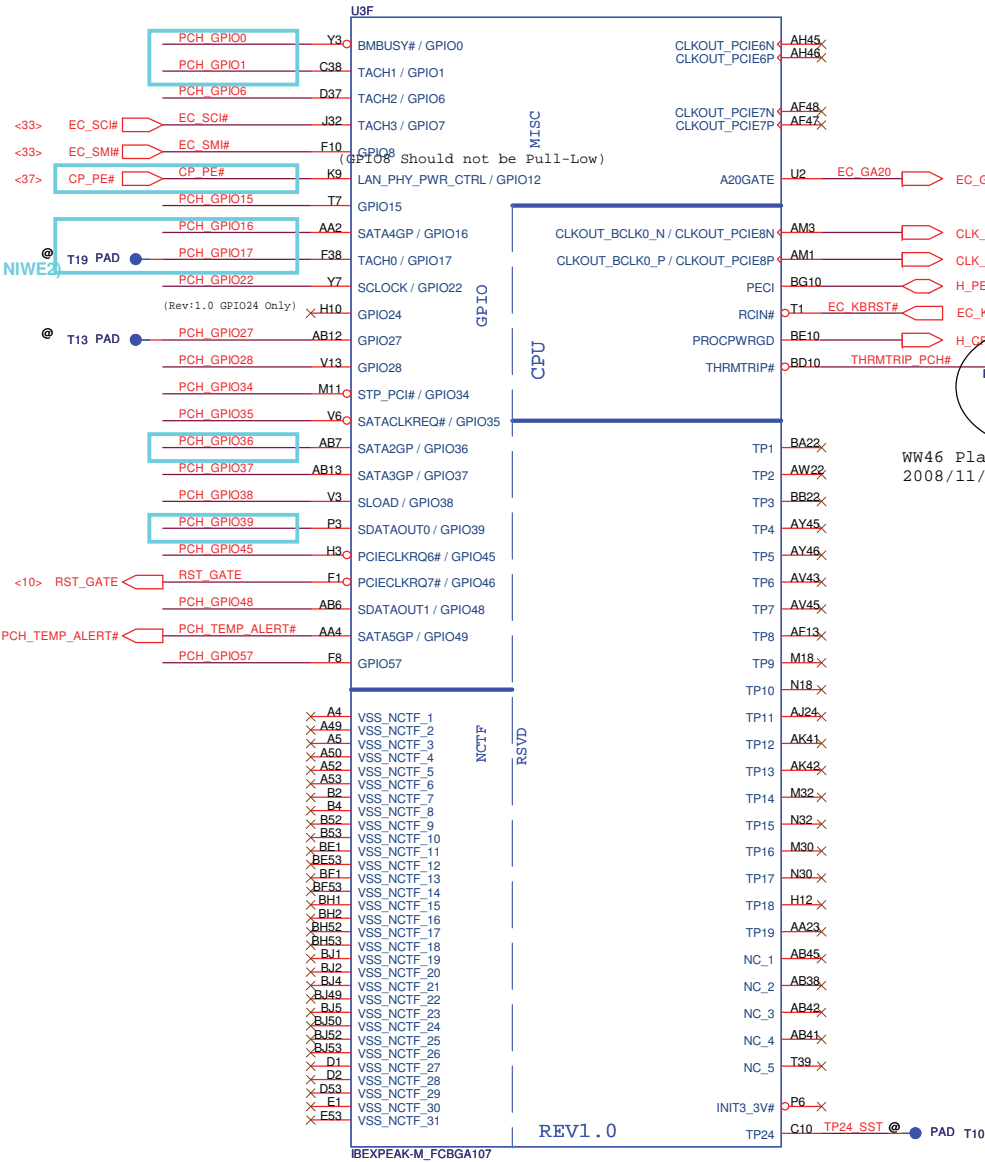 U3F
PCH_GPIO0 Y3 BMBUSY# / GPIO0
PCH_GPIO1 C38 TACH1 / GPIO1
PCH_GPIO6 D37 TACH2 / GPIO6
<33> EC_SCI# EC_SCI# J32 TACH3 / GPIO7
<33> EC_SMI# EC_SMI# F10 GPIO8
(GPIO8 Should not be Pull-Low)
<37> CP_PE# CP_PE# K9 LAN_PHY_PWR_CTRL / GPIO12
PCH_GPIO15 T7 GPIO15
PCH_GPIO16 AA2 SATA4GP / GPIO16
@ T19 PAD PCH_GPIO17 F38 TACH0 / GPIO17
NIWE2)
PCH_GPIO22 Y7 SCLOCK / GPIO22
(Rev:1.0 GPIO24 Only) H10 GPIO24
@ T13 PAD PCH_GPIO27 AB12 GPIO27
PCH_GPIO28 V13 GPIO28
PCH_GPIO34 M11 STP_PCI# / GPIO34
PCH_GPIO35 V6 SATACLKREQ# / GPIO35
PCH_GPIO36 AB7 SATA2GP / GPIO36
PCH_GPIO37 AB13 SATA3GP / GPIO37
PCH_GPIO38 V3 SLOAD / GPIO38
PCH_GPIO39 P3 SDATAOUT0 / GPIO39
PCH_GPIO45 H3 PCIECLKRQ6# / GPIO45
<10> RST_GATE RST_GATE F1 PCIECLKRQ7# / GPIO46
PCH_GPIO48 AB6 SDATAOUT1 / GPIO48
PCH_TEMP_ALERT# PCH_TEMP_ALERT# AA4 SATA5GP / GPIO49
PCH_GPIO57 F8 GPIO57
A4 VSS_NCTF_1
A49 VSS_NCTF_2
A5 VSS_NCTF_3
A50 VSS_NCTF_4
A52 VSS_NCTF_5
A53 VSS_NCTF_6
B2 VSS_NCTF_7
B4 VSS_NCTF_8
B52 VSS_NCTF_9
B53 VSS_NCTF_10
BE1 VSS_NCTF_11
BE53 VSS_NCTF_12
BF1 VSS_NCTF_13
BF53 VSS_NCTF_14
BH1 VSS_NCTF_15
BH2 VSS_NCTF_16
BH52 VSS_NCTF_17
BH53 VSS_NCTF_18
BJ1 VSS_NCTF_19
BJ2 VSS_NCTF_20
BJ4 VSS_NCTF_21
BJ49 VSS_NCTF_22
BJ5 VSS_NCTF_23
BJ50 VSS_NCTF_24
BJ52 VSS_NCTF_25
BJ53 VSS_NCTF_26
D1 VSS_NCTF_27
D2 VSS_NCTF_28
D53 VSS_NCTF_29
E1 VSS_NCTF_30
E53 VSS_NCTF_31
MISC
GPIO
CPU
NCTF
RSVD
CLKOUT_PCIE6N AH45
CLKOUT_PCIE6P AH46
CLKOUT_PCIE7N AF48
CLKOUT_PCIE7P AF47
A20GATE U2 EC_GA20 EC_G
CLKOUT_BCLK0_N / CLKOUT_PCIE8N AM3 CLK_
CLKOUT_BCLK0_P / CLKOUT_PCIE8P AM1 CLK_
PECI BG10 H_PE
RCIN# T1 EC_KBRST# EC_K
PROCPWRGD BE10 H_CP
THRMTRIP# BD10 THRMTRIP_PCH#
WW46 Pla
2008/11/
TP1 BA22
TP2 AW22
TP3 BB22
TP4 AY45
TP5 AY46
TP6 AV43
TP7 AV45
TP8 AF13
TP9 M18
TP10 N18
TP11 AJ24
TP12 AK41
TP13 AK42
TP14 M32
TP15 N32
TP16 M30
TP17 N30
TP18 H12
TP19 AA23
NC_1 AB45
NC_2 AB38
NC_3 AB42
NC_4 AB41
NC_5 T39
INIT3_3V# P6
TP24 C10 TP24_SST @ PAD T10
REV1.0
IBEXPEAK-M_FCBGA107